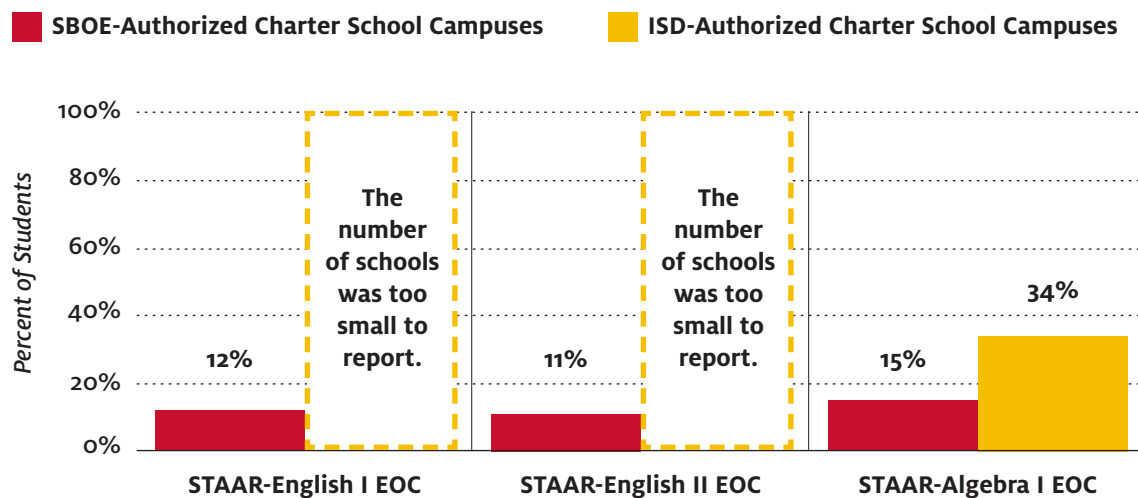 SBOE-Authorized Charter School Campuses
ISD-Authorized Charter School Campuses
Percent of Students
100%
80%
60%
40%
20%
0%
12%
The
number
of schools
was too
small to
report.
11%
The
number
of schools
was too
small to
report.
15%
34%
STAAR-English I EOC
STAAR-English II EOC
STAAR-Algebra I EOC